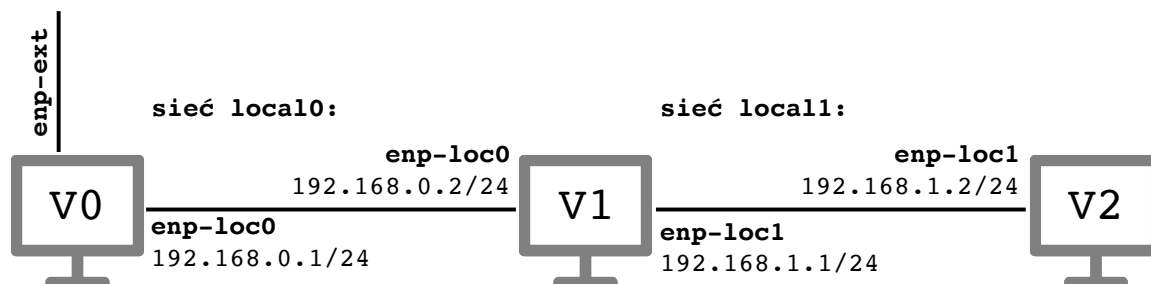 enp-ext
sieć local0:
sieć local1:
enp-loc0
192.168.0.2/24
enp-loc1
192.168.1.2/24
V0
V1
V2
enp-loc0
192.168.0.1/24
enp-loc1
192.168.1.1/24